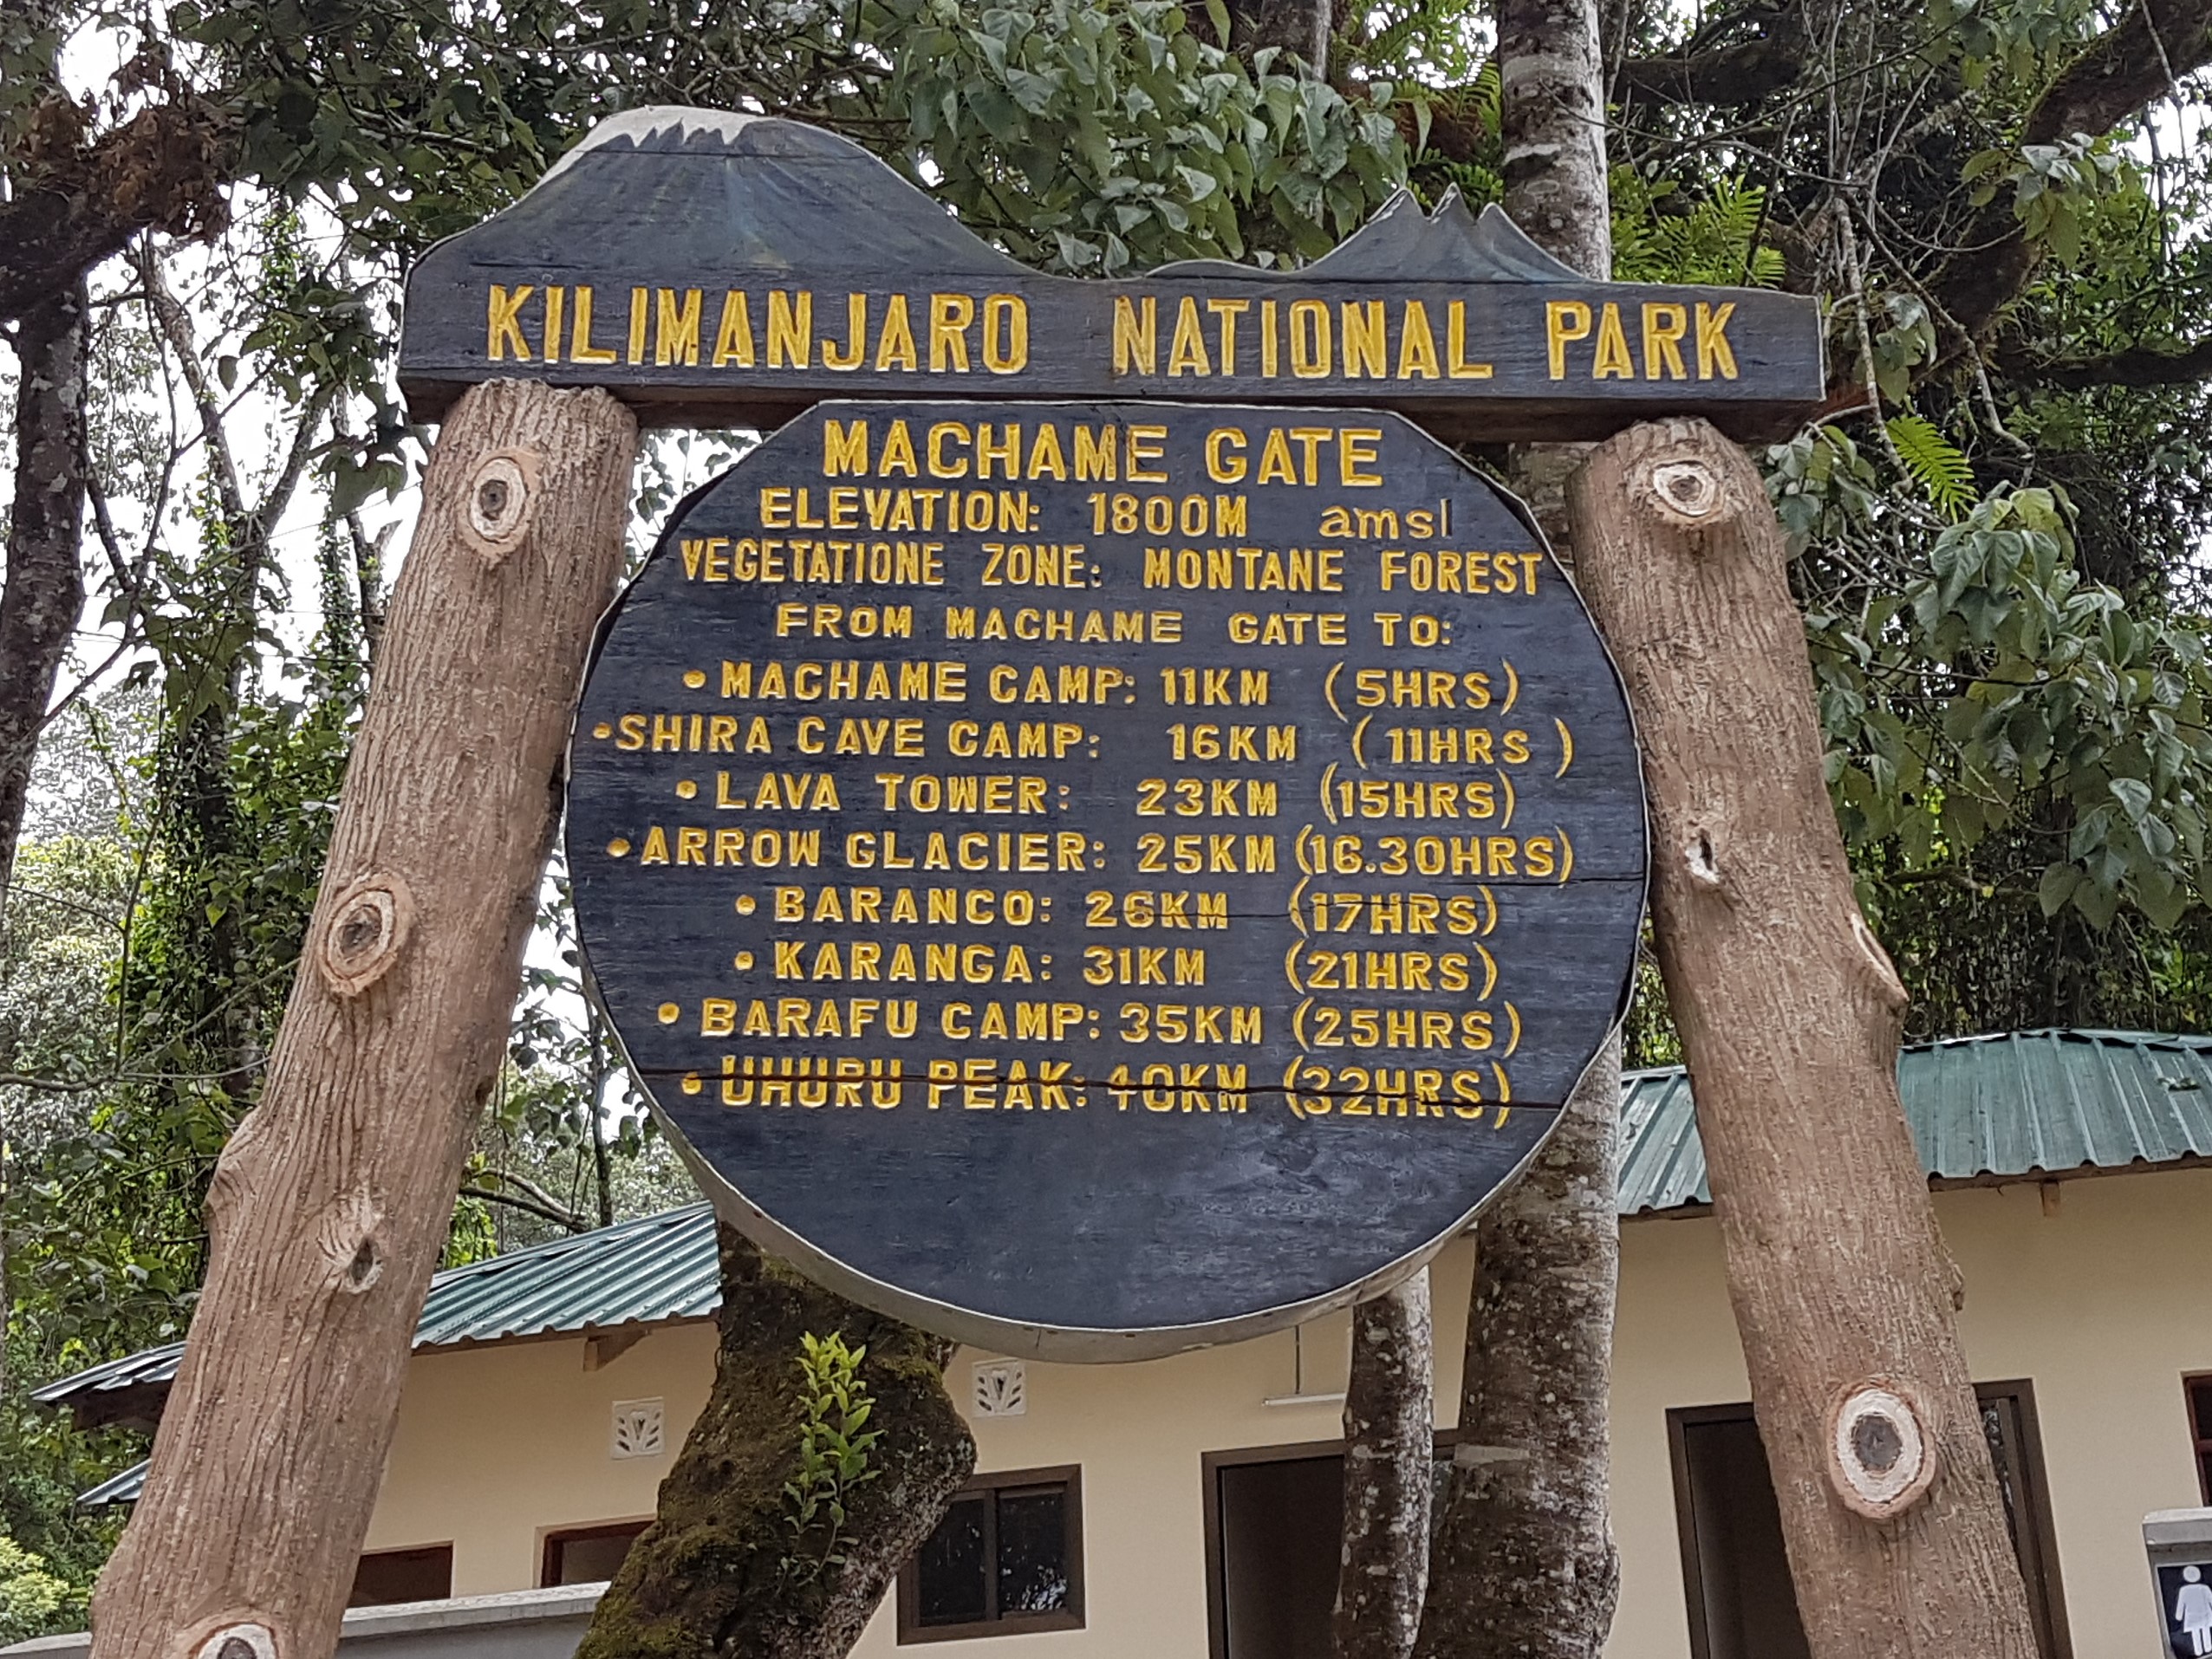 KILIMANJARO NATIONAL PARK
MACHAME GATE
ELEVATION: 1800M amsl
VEGETATIONE ZONE: MONTANE FOREST
FROM MACHAME GATE TO:
• MACHAME CAMP: 11KM (5HRS)
• SHIRA CAVE CAMP: 16KM (11HRS)
• LAVA TOWER: 23KM (15HRS)
• ARROW GLACIER: 25KM (16.30HRS)
• BARANCO: 26KM (17HRS)
• KARANGA: 31KM (21HRS)
• BARAFU CAMP: 35KM (25HRS)
• UHURU PEAK: 40KM (32HRS)